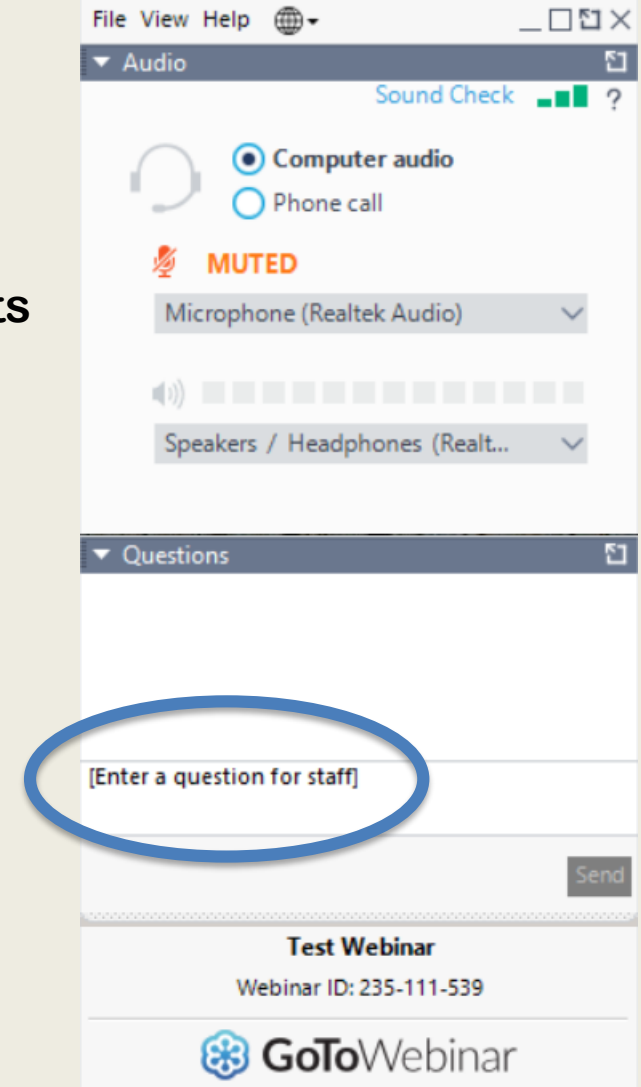 File View Help
Audio
Sound Check ?
Computer audio
Phone call
ts
MUTED
Microphone (Realtek Audio)
Speakers / Headphones (Realt...
Questions
[Enter a question for staff]
Send
Test Webinar
Webinar ID: 235-111-539
GoToWebinar